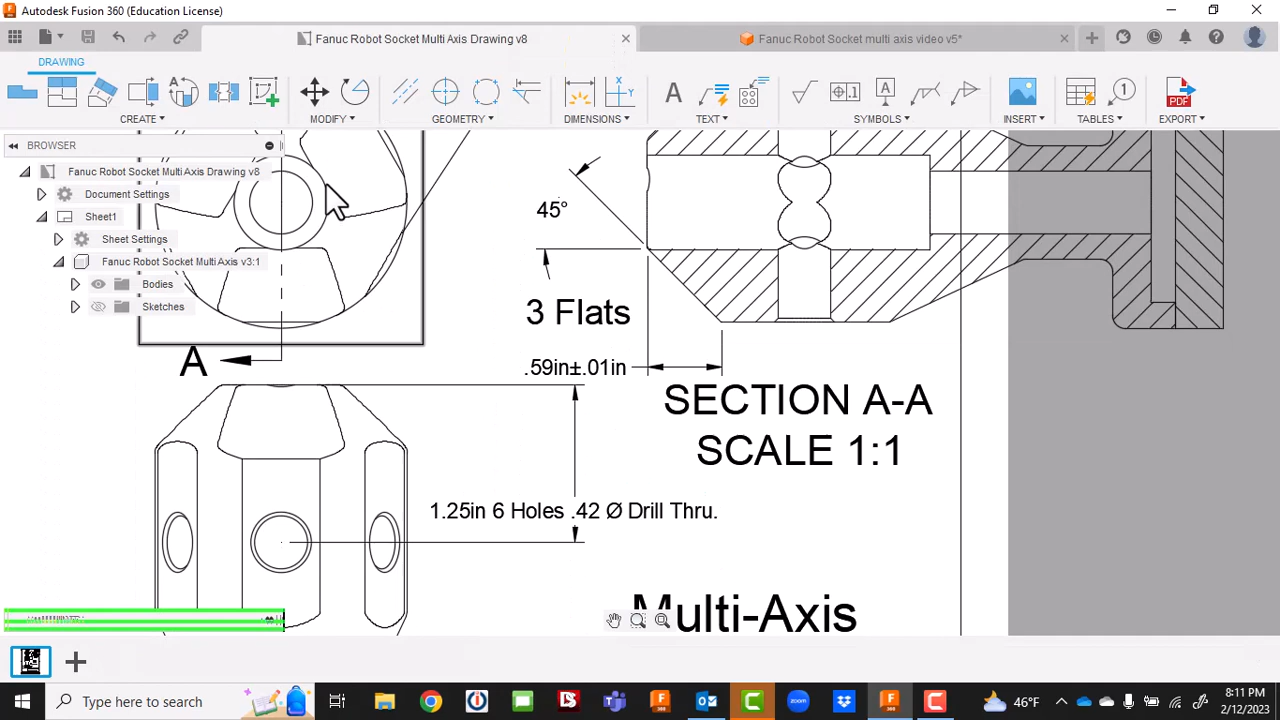 Autodesk Fusion 360 (Education License)
Fanuc Robot Socket Multi Axis Drawing v8
Fanuc Robot Socket multi axis video v5*
DRAWING
CREATE
MODIFY
GEOMETRY
DIMENSIONS
TEXT
SYMBOLS
INSERT
TABLES
EXPORT
PDF
BROWSER
Fanuc Robot Socket Multi Axis Drawing v8
Document Settings
Sheet1
Sheet Settings
Fanuc Robot Socket Multi Axis v3:1
Bodies
Sketches
45°
3 Flats
A
.59in±.01in
SECTION A-A
SCALE 1:1
1.25in 6 Holes .42 Ø Drill Thru.
Multi-Axis
Type here to search
46°F
8:11 PM
2/12/2023